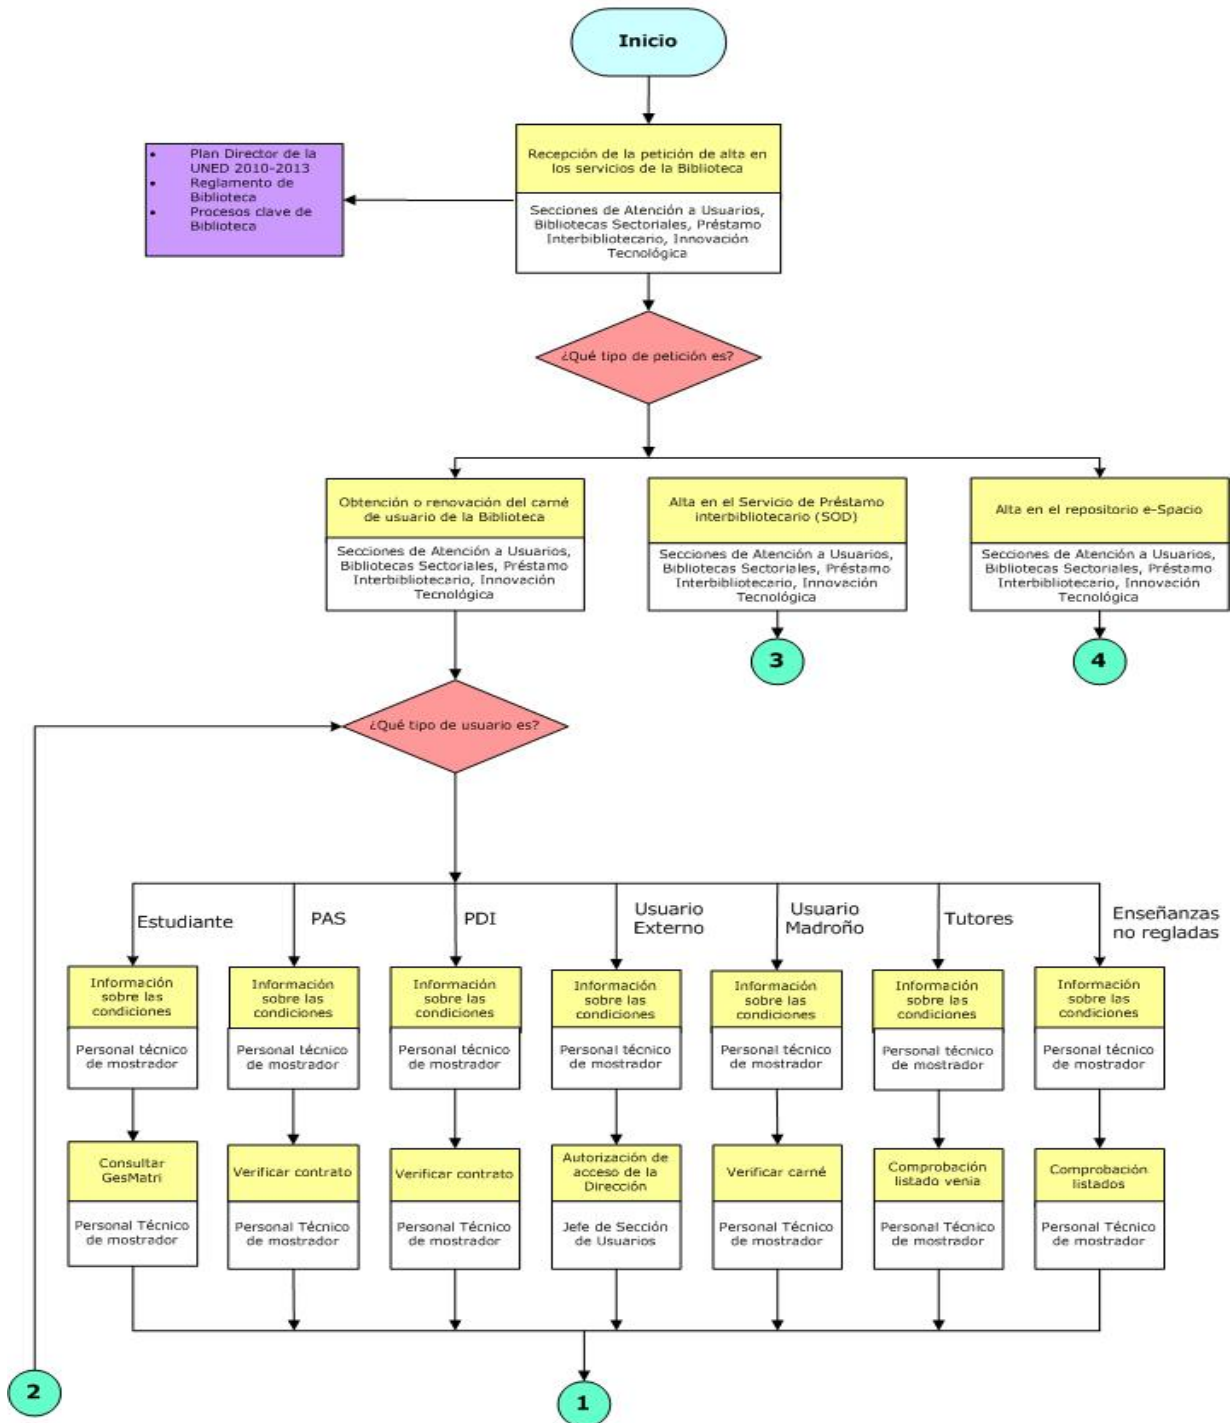 Inicio
Recepción de la petición de alta en
los servicios de la Biblioteca
Secciones de Atención a Usuarios,
Bibliotecas Sectoriales, Préstamo
Interbibliotecario, Innovación
Tecnológica
• Plan Director de la
UNED 2010-2013
• Reglamento de
Biblioteca
• Procesos clave de
Biblioteca
¿Qué tipo de petición es?
Obtención o renovación del carné
de usuario de la Biblioteca
Secciones de Atención a Usuarios,
Bibliotecas Sectoriales, Préstamo
Interbibliotecario, Innovación
Tecnológica
Alta en el Servicio de Préstamo
interbibliotecario (SOD)
Secciones de Atención a Usuarios,
Bibliotecas Sectoriales, Préstamo
Interbibliotecario, Innovación
Tecnológica
3
Alta en el repositorio e-Spacio
Secciones de Atención a Usuarios,
Bibliotecas Sectoriales, Préstamo
Interbibliotecario, Innovación
Tecnológica
4
¿Qué tipo de usuario es?
Estudiante
PAS
PDI
Usuario
Externo
Usuario
Madroño
Tutores
Enseñanzas
no regladas
Información
sobre las
condiciones
Personal técnico
de mostrador
Información
sobre las
condiciones
Personal técnico
de mostrador
Información
sobre las
condiciones
Personal técnico
de mostrador
Información
sobre las
condiciones
Personal técnico
de mostrador
Información
sobre las
condiciones
Personal técnico
de mostrador
Información
sobre las
condiciones
Personal técnico
de mostrador
Información
sobre las
condiciones
Personal técnico
de mostrador
Consultar
GesMatri
Personal Técnico
de mostrador
Verificar contrato
Personal Técnico
de mostrador
Verificar contrato
Personal Técnico
de mostrador
Autorización de
acceso de la
Dirección
Jefe de Sección
de Usuarios
Verificar carné
Personal Técnico
de mostrador
Comprobación
listado venia
Personal Técnico
de mostrador
Comprobación
listados
Personal Técnico
de mostrador
2
1